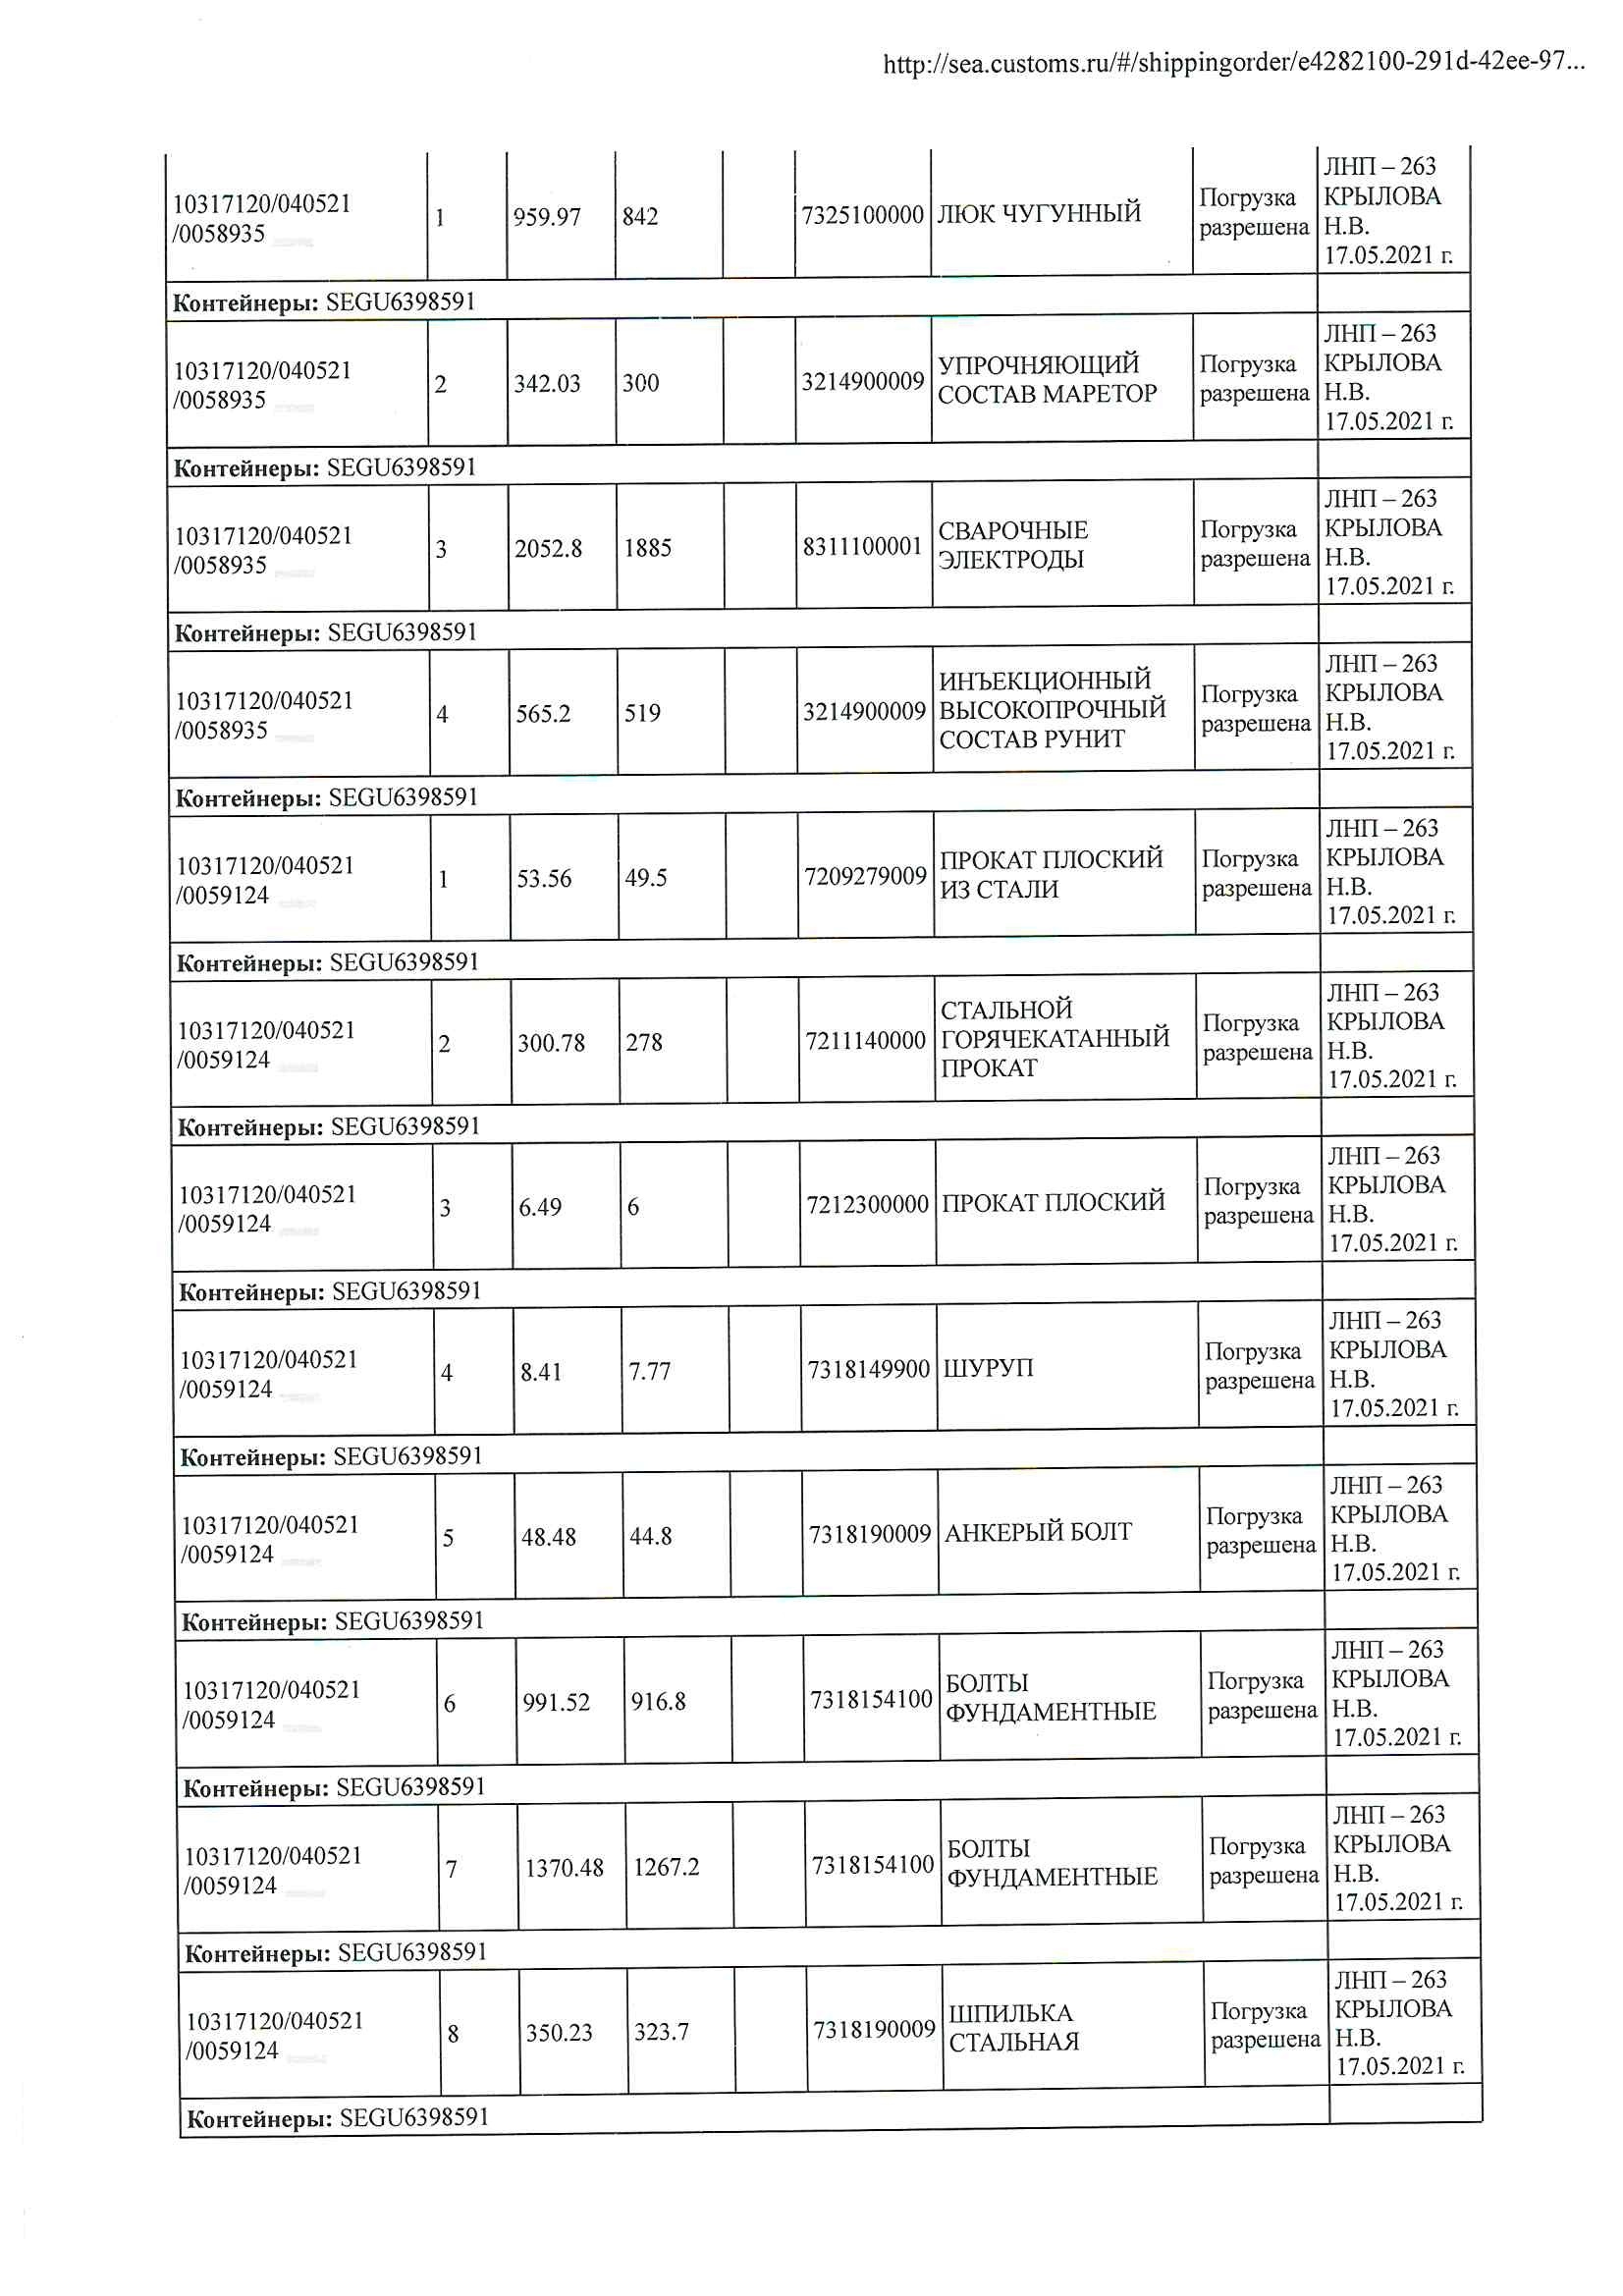 http://sea.customs.ru/#/shippingorder/e4282100-291d-42ee-97...
10317120/040521
/0058935
1
959.97
842
7325100000
ЛЮК ЧУГУННЫЙ
Погрузка
разрешена
ЛНП – 263
КРЫЛОВА
Н.В.
17.05.2021 г.
Контейнеры: SEGU6398591
10317120/040521
/0058935
2
342.03
300
3214900009
УПРОЧНЯЮЩИЙ
СОСТАВ МАРЕТОР
Погрузка
разрешена
ЛНП – 263
КРЫЛОВА
Н.В.
17.05.2021 г.
Контейнеры: SEGU6398591
10317120/040521
/0058935
3
2052.8
1885
8311100001
СВАРОЧНЫЕ
ЭЛЕКТРОДЫ
Погрузка
разрешена
ЛНП – 263
КРЫЛОВА
Н.В.
17.05.2021 г.
Контейнеры: SEGU6398591
10317120/040521
/0058935
4
565.2
519
3214900009
ИНЪЕКЦИОННЫЙ
ВЫСОКОПРОЧНЫЙ
СОСТАВ РУНИТ
Погрузка
разрешена
ЛНП – 263
КРЫЛОВА
Н.В.
17.05.2021 г.
Контейнеры: SEGU6398591
10317120/040521
/0059124
1
53.56
49.5
7209279009
ПРОКАТ ПЛОСКИЙ
ИЗ СТАЛИ
Погрузка
разрешена
ЛНП – 263
КРЫЛОВА
Н.В.
17.05.2021 г.
Контейнеры: SEGU6398591
10317120/040521
/0059124
2
300.78
278
7211140000
СТАЛЬНОЙ
ГОРЯЧЕКАТАННЫЙ
ПРОКАТ
Погрузка
разрешена
ЛНП – 263
КРЫЛОВА
Н.В.
17.05.2021 г.
Контейнеры: SEGU6398591
10317120/040521
/0059124
3
6.49
6
7212300000
ПРОКАТ ПЛОСКИЙ
Погрузка
разрешена
ЛНП – 263
КРЫЛОВА
Н.В.
17.05.2021 г.
Контейнеры: SEGU6398591
10317120/040521
/0059124
4
8.41
7.77
7318149900
ШУРУП
Погрузка
разрешена
ЛНП – 263
КРЫЛОВА
Н.В.
17.05.2021 г.
Контейнеры: SEGU6398591
10317120/040521
/0059124
5
48.48
44.8
7318190009
АНКЕРЫЙ БОЛТ
Погрузка
разрешена
ЛНП – 263
КРЫЛОВА
Н.В.
17.05.2021 г.
Контейнеры: SEGU6398591
10317120/040521
/0059124
6
991.52
916.8
7318154100
БОЛТЫ
ФУНДАМЕНТНЫЕ
Погрузка
разрешена
ЛНП – 263
КРЫЛОВА
Н.В.
17.05.2021 г.
Контейнеры: SEGU6398591
10317120/040521
/0059124
7
1370.48
1267.2
7318154100
БОЛТЫ
ФУНДАМЕНТНЫЕ
Погрузка
разрешена
ЛНП – 263
КРЫЛОВА
Н.В.
17.05.2021 г.
Контейнеры: SEGU6398591
10317120/040521
/0059124
8
350.23
323.7
7318190009
ШПИЛЬКА
СТАЛЬНАЯ
Погрузка
разрешена
ЛНП – 263
КРЫЛОВА
Н.В.
17.05.2021 г.
Контейнеры: SEGU6398591